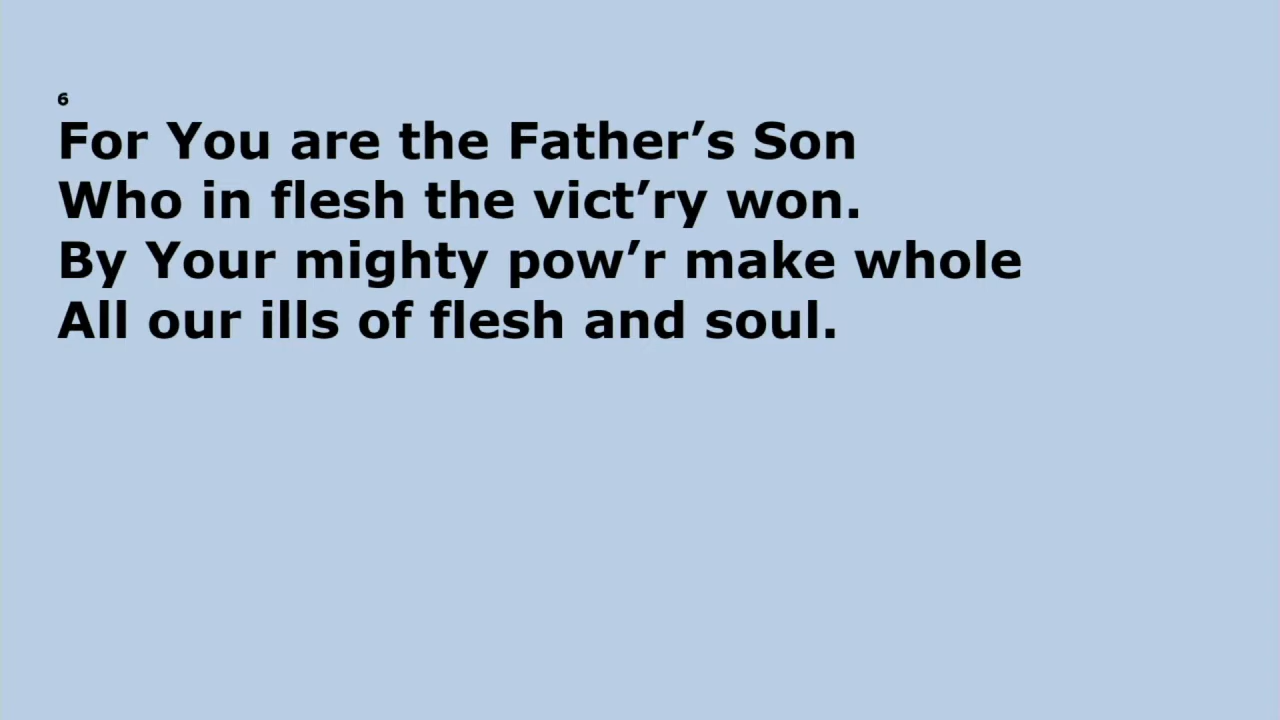 6
For You are the Father’s Son
Who in flesh the vict’ry won.
By Your mighty pow’r make whole
All our ills of flesh and soul.